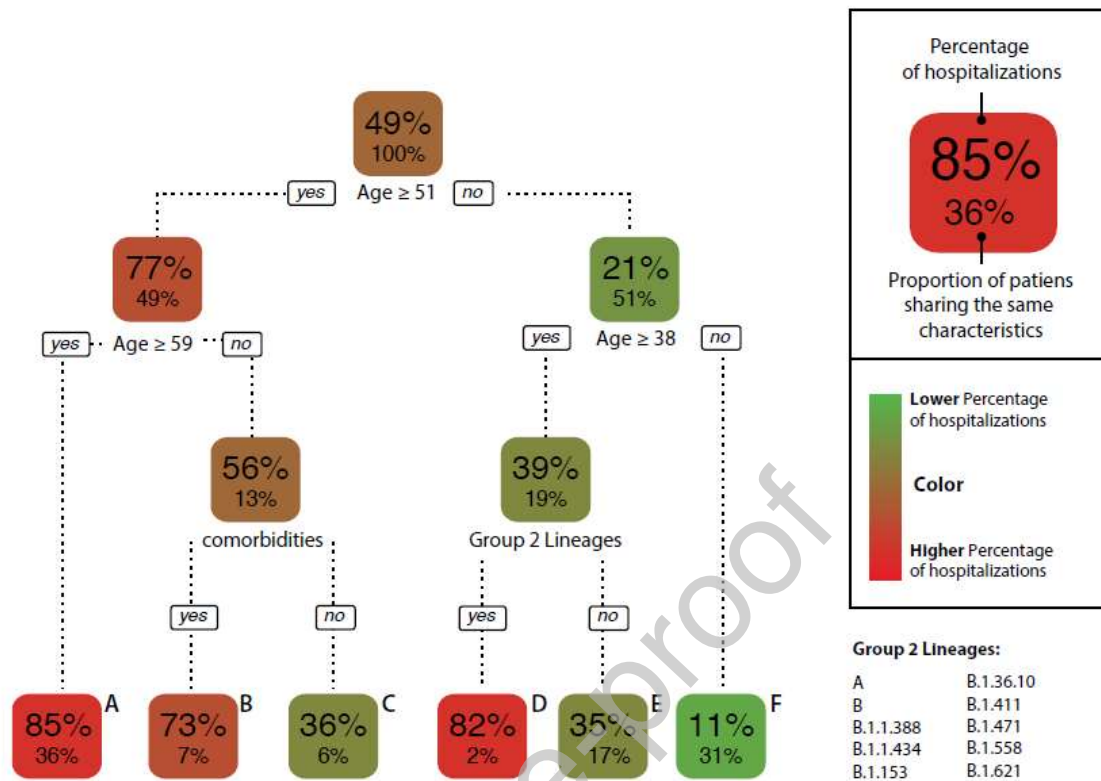 49%
100%
yes Age ≥ 51 no
77%
49%
21%
51%
yes Age ≥ 59 no
yes Age ≥ 38 no
56%
13%
39%
19%
comorbidities
Group 2 Lineages
yes
no
yes
no
85%
36%
A
73%
7%
B
36%
6%
C
82%
2%
D
35%
17%
E
11%
31%
F
Percentage
of hospitalizations
85%
36%
Proportion of patiens
sharing the same
characteristics
Lower Percentage
of hospitalizations
Color
Higher Percentage
of hospitalizations
Group 2 Lineages:
A
B
B.1.1.388
B.1.1.434
B.1.153
B.1.36.10
B.1.411
B.1.471
B.1.558
B.1.621
e-proof